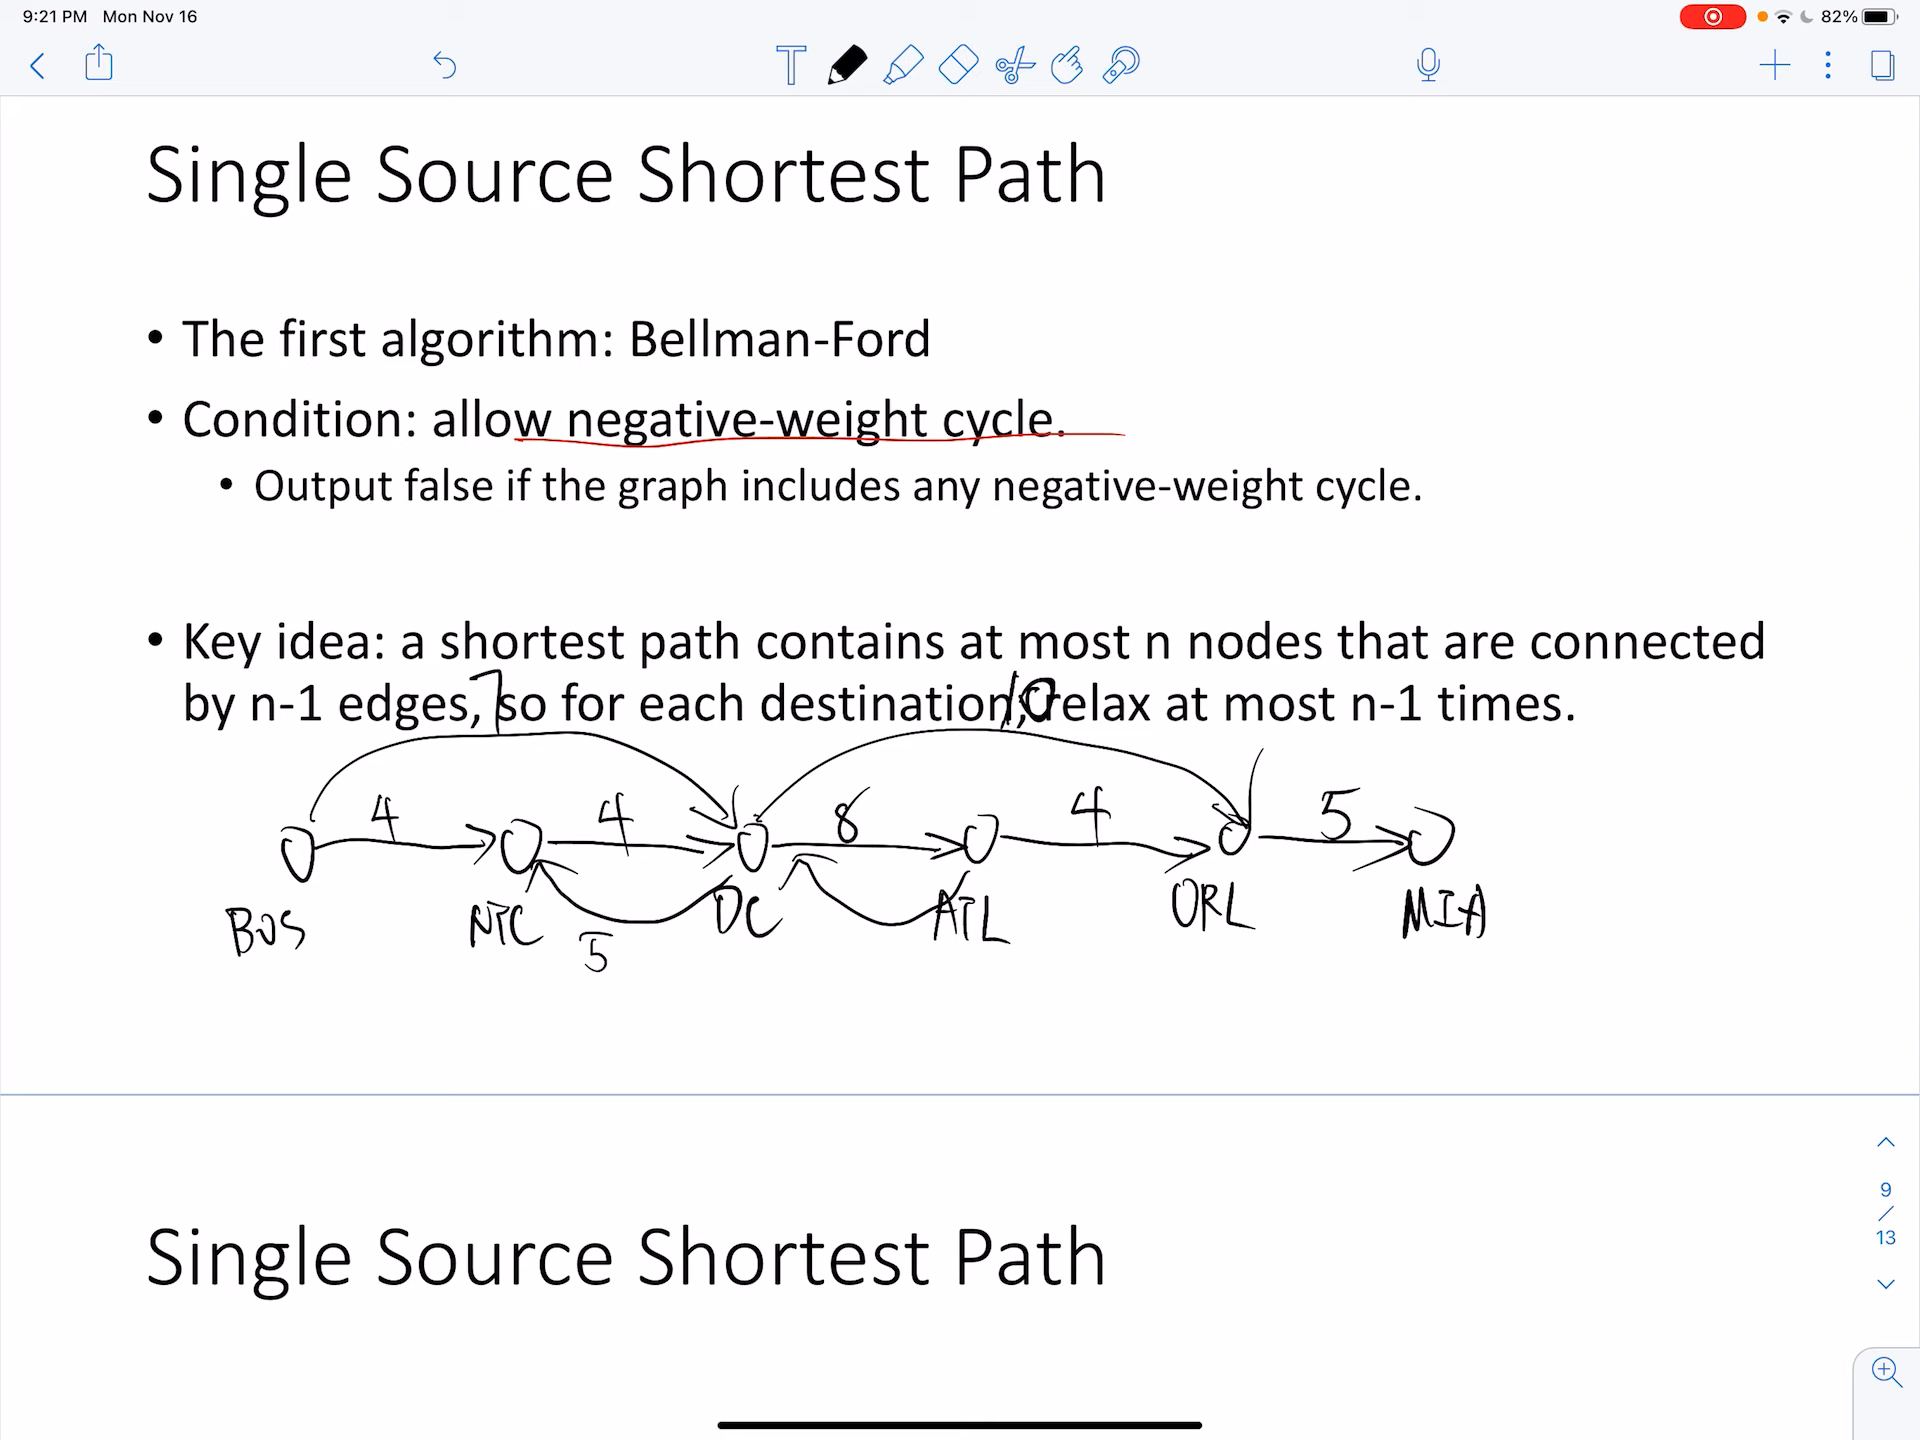 9:21 PM Mon Nov 16
82%
Single Source Shortest Path
• The first algorithm: Bellman-Ford
• Condition: allow negative-weight cycle.
• Output false if the graph includes any negative-weight cycle.
• Key idea: a shortest path contains at most n nodes that are connected
by n-1 edges, so for each destination, relax at most n-1 times.
7 10
4 4 8 4 5
BOS NYC DC ATL ORL MIA
5
9
/
13
Single Source Shortest Path